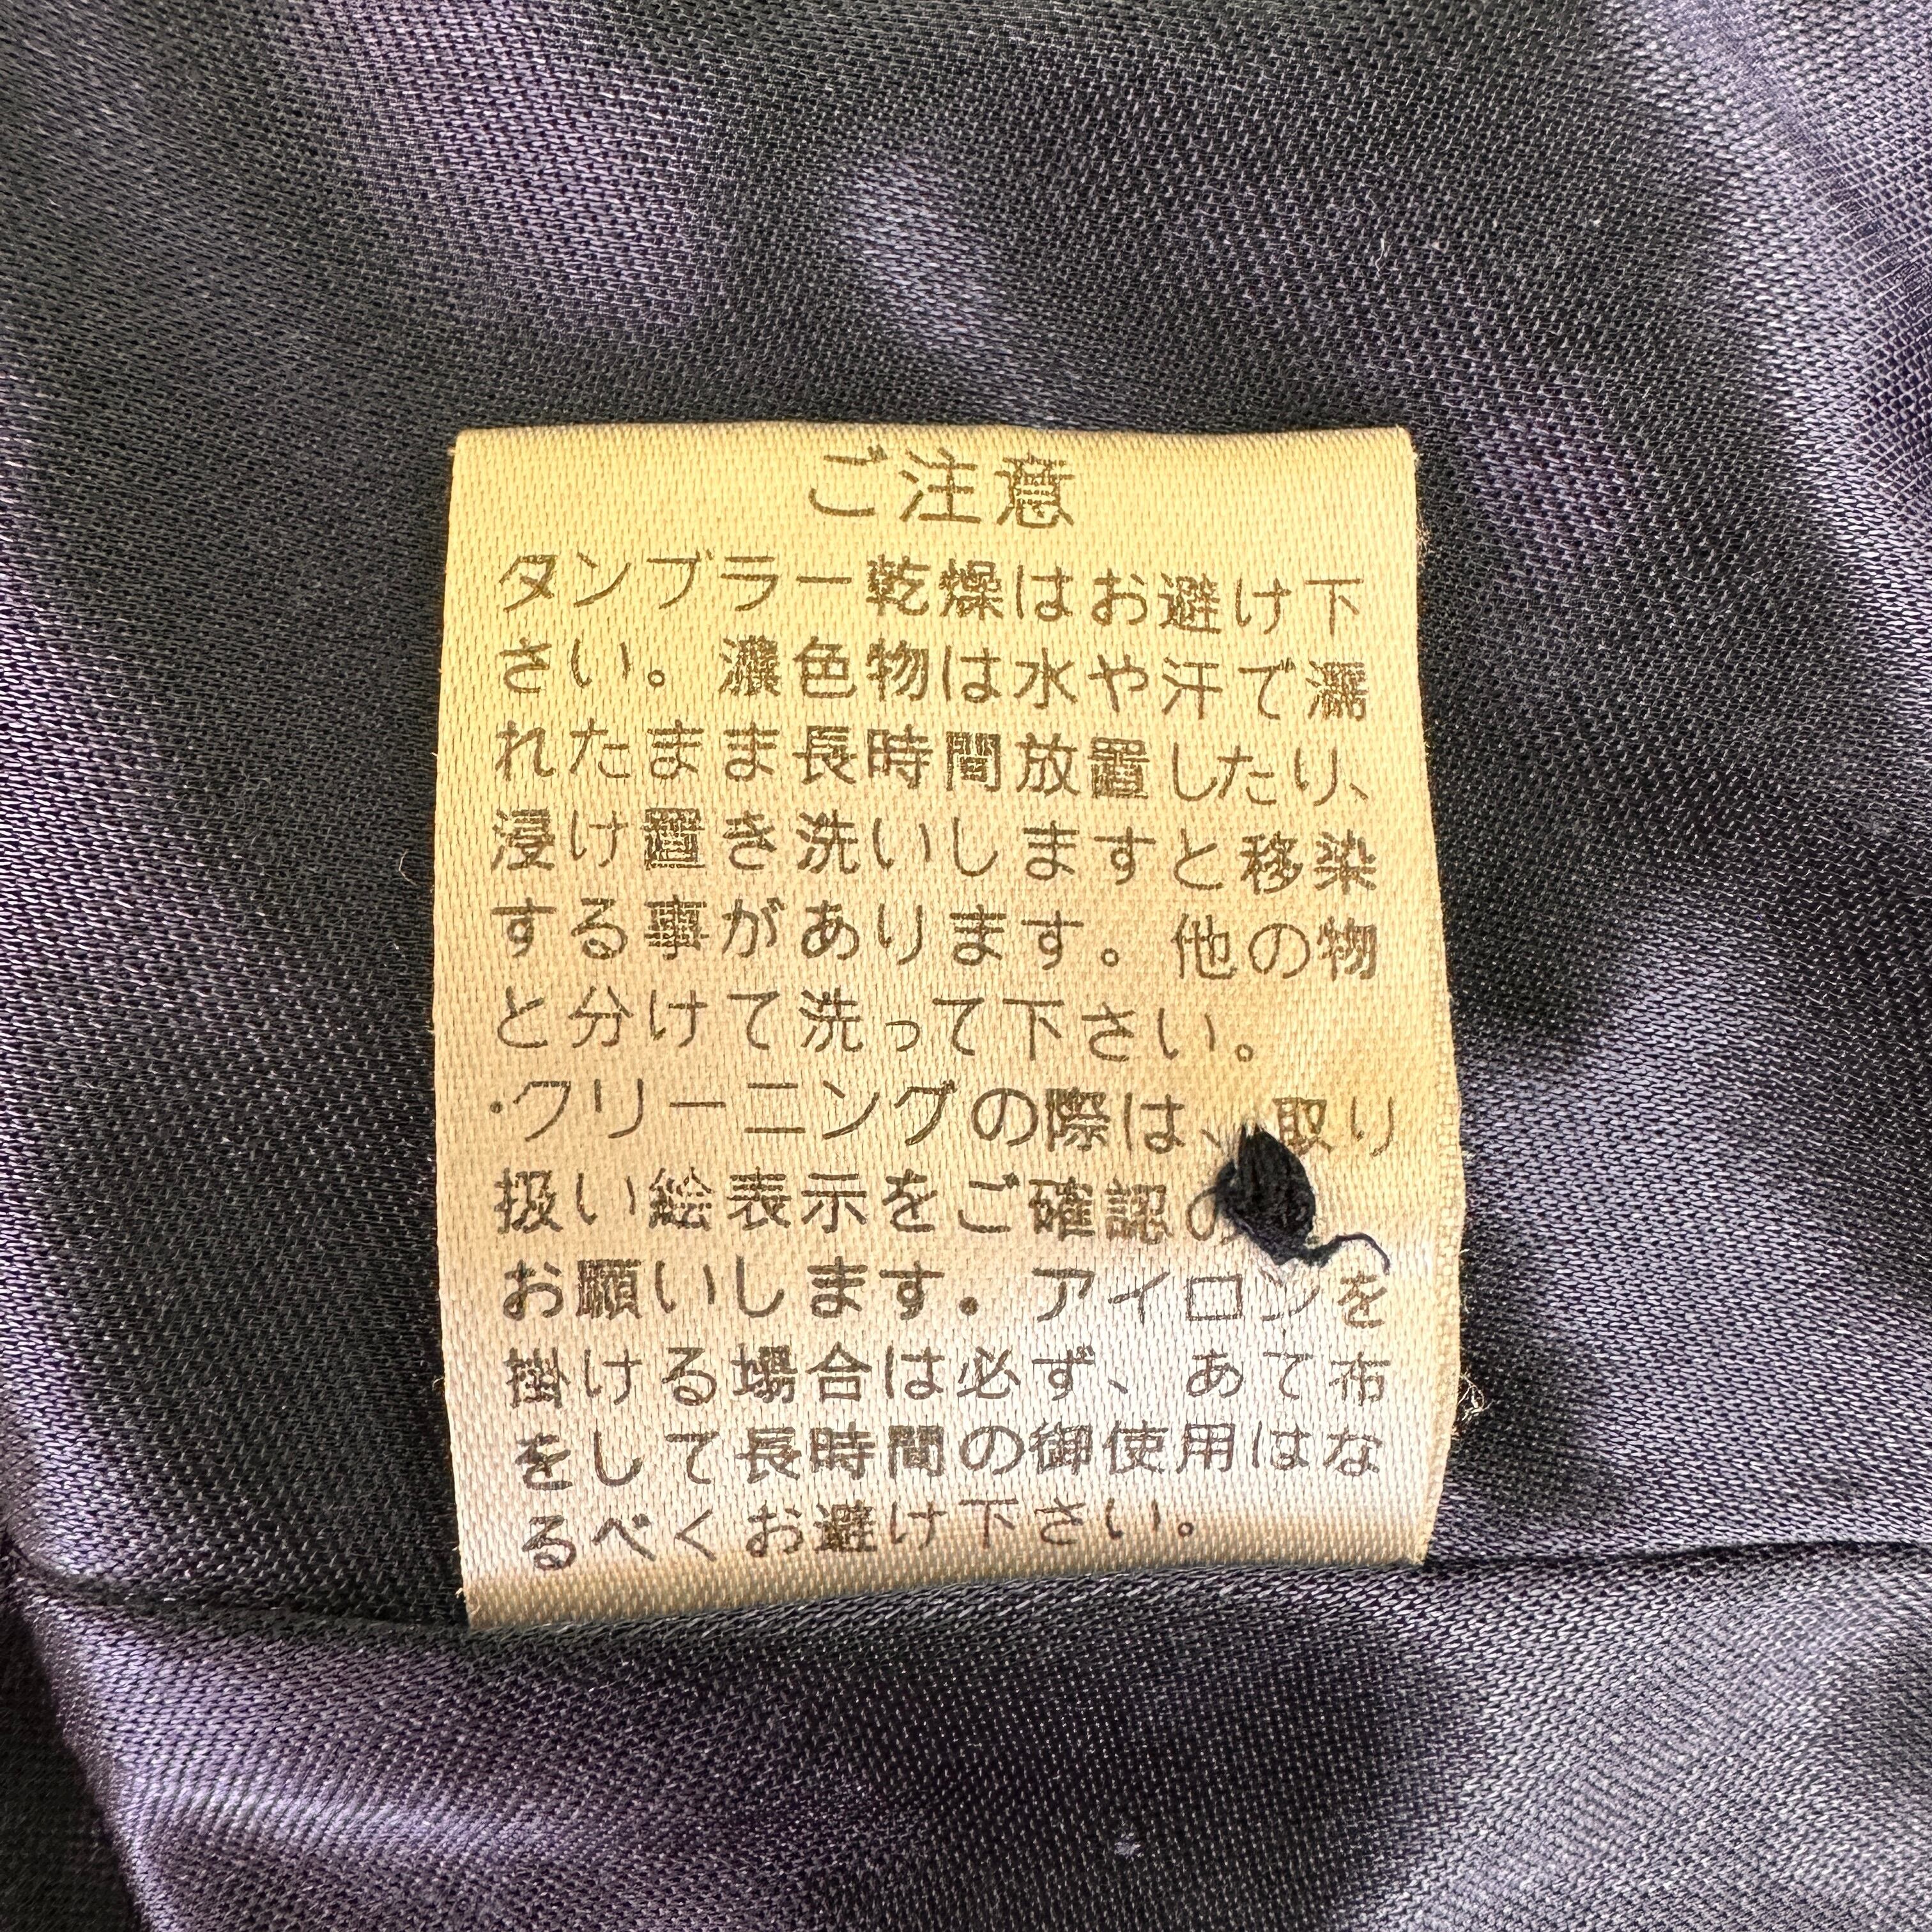 ご注意
タンブラー乾燥はお避け下
さい。濃色物は水や汗で濡
れたまま長時間放置したり、
浸け置き洗いしますと移染
する事があります。他の物
と分けて洗って下さい。
・クリーニングの際は、取り
扱い絵表示をご確認の
お願いします。アイロンを
掛ける場合は必ず、あて布
をして長時間の御使用はな
るべくお避け下さい。